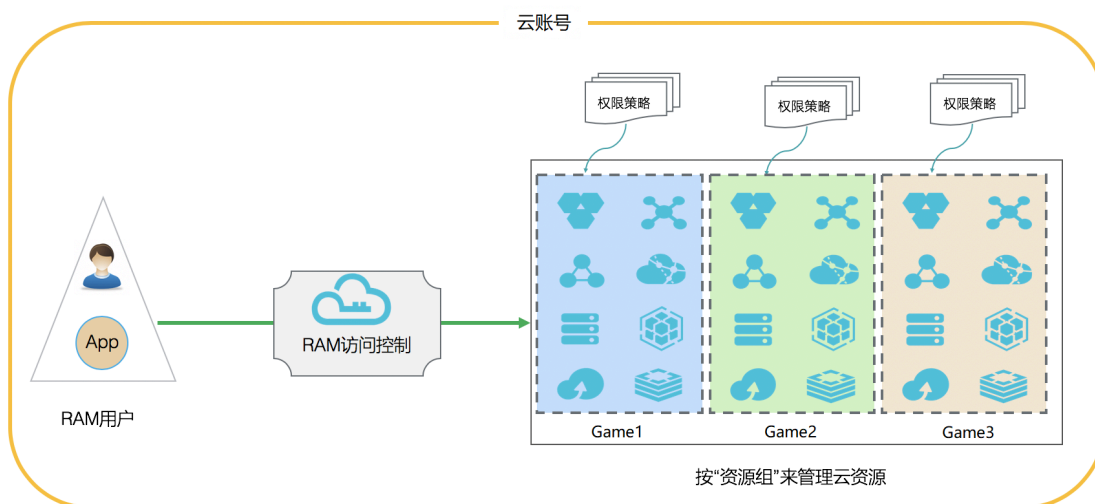 云账号
权限策略
权限策略
权限策略
App
RAM访问控制
RAM用户
Game1
Game2
Game3
按“资源组”来管理云资源